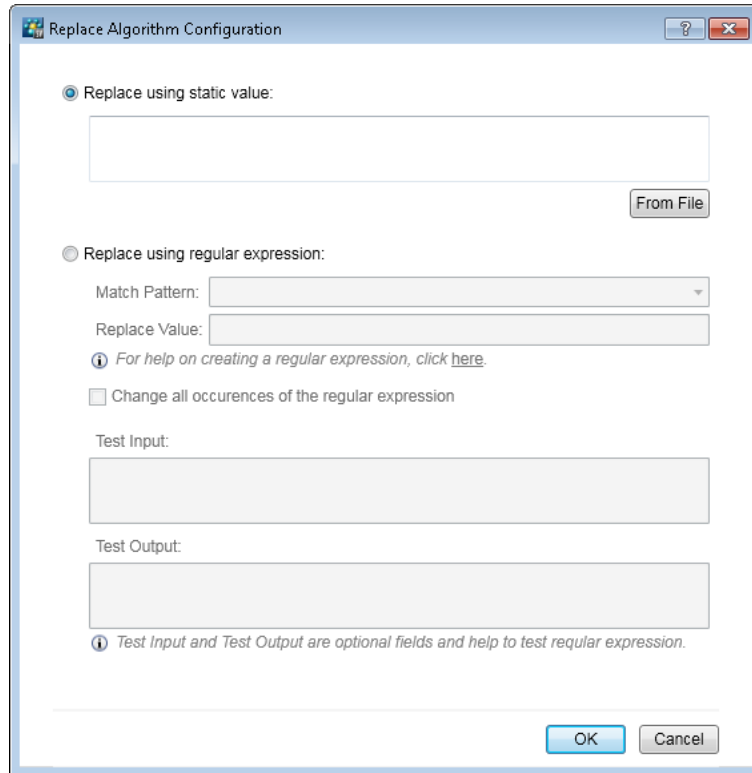 Replace Algorithm Configuration
?
Replace using static value:
From File
Replace using regular expression:
Match Pattern:
Replace Value:
For help on creating a regular expression, click here.
Change all occurences of the regular expression
Test Input:
Test Output:
Test Input and Test Output are optional fields and help to test regular expression.
OK Cancel